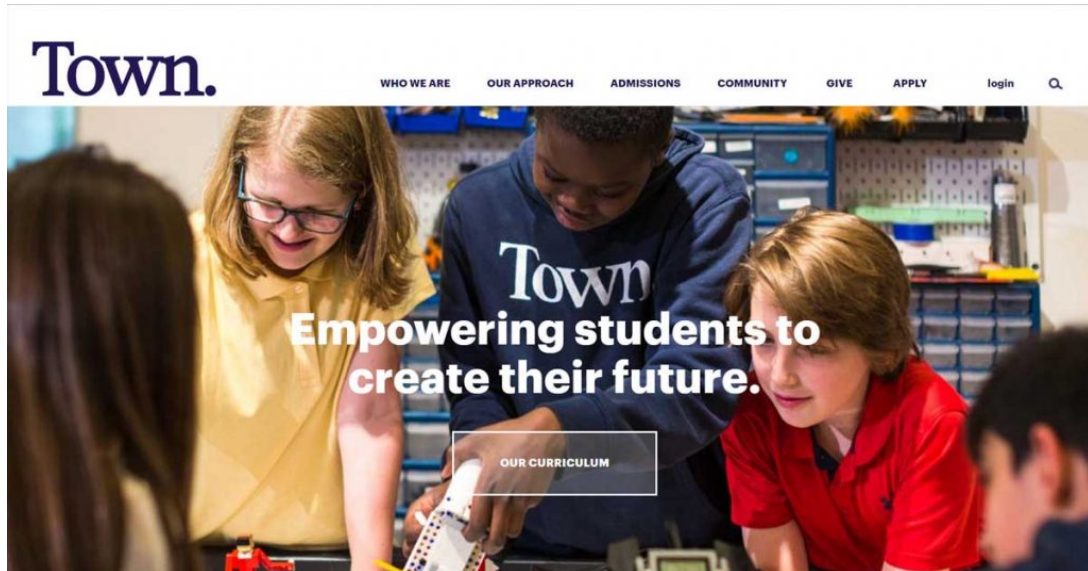 Town.
WHO WE ARE OUR APPROACH ADMISSIONS COMMUNITY GIVE APPLY login
Town
Empowering students to
create their future.
OUR CURRICULUM